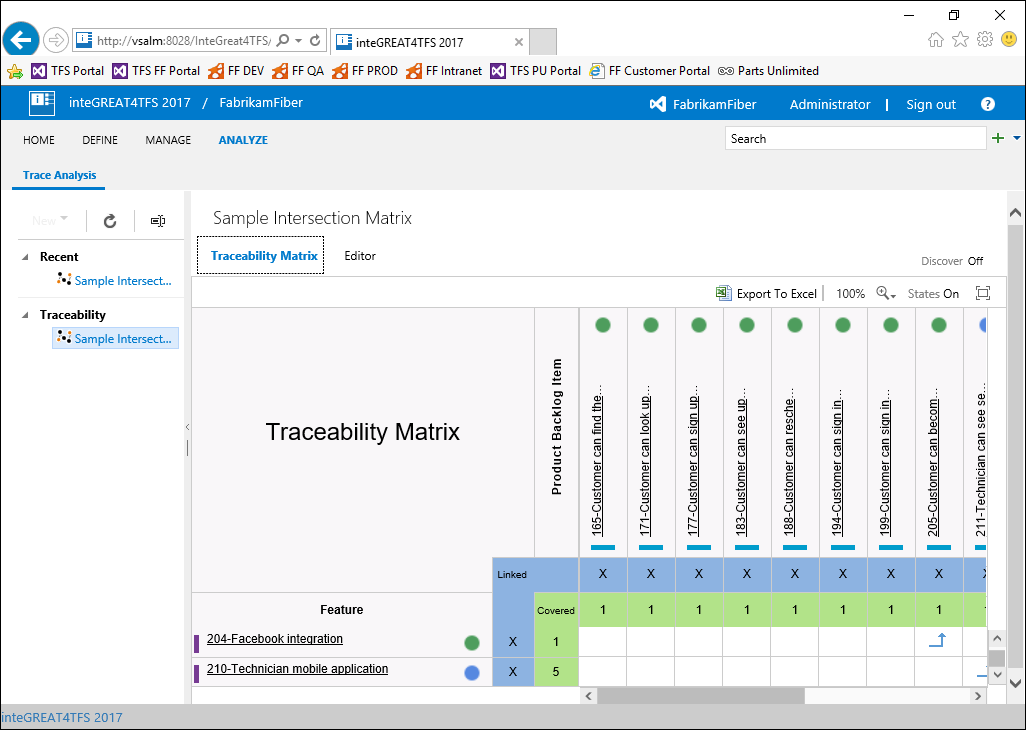 http://vsalm:8028/InteGreat4TFS/
inteGREAT4TFS 2017
TFS Portal
TFS FF Portal
FF DEV
FF QA
FF PROD
FF Intranet
TFS PU Portal
FF Customer Portal
Parts Unlimited
inteGREAT4TFS 2017 / FabrikamFiber
FabrikamFiber
Administrator | Sign out
HOME
DEFINE
MANAGE
ANALYZE
Search
Trace Analysis
New
Recent
Sample Intersect...
Traceability
Sample Intersect...
Sample Intersection Matrix
Traceability Matrix
Editor
Discover Off
Export To Excel
100%
States On
Traceability Matrix
Product Backlog Item
165-Customer can find the...
171-Customer can look up...
177-Customer can sign up...
183-Customer can see up...
188-Customer can resche...
194-Customer can sign in...
199-Customer can sign in...
205-Customer can becom...
211-Technician can see se...
Linked
X X X X X X X X
Feature
Covered
1 1 1 1 1 1 1 1
204-Facebook integration
X 1
210-Technician mobile application
X 5
inteGREAT4TFS 2017